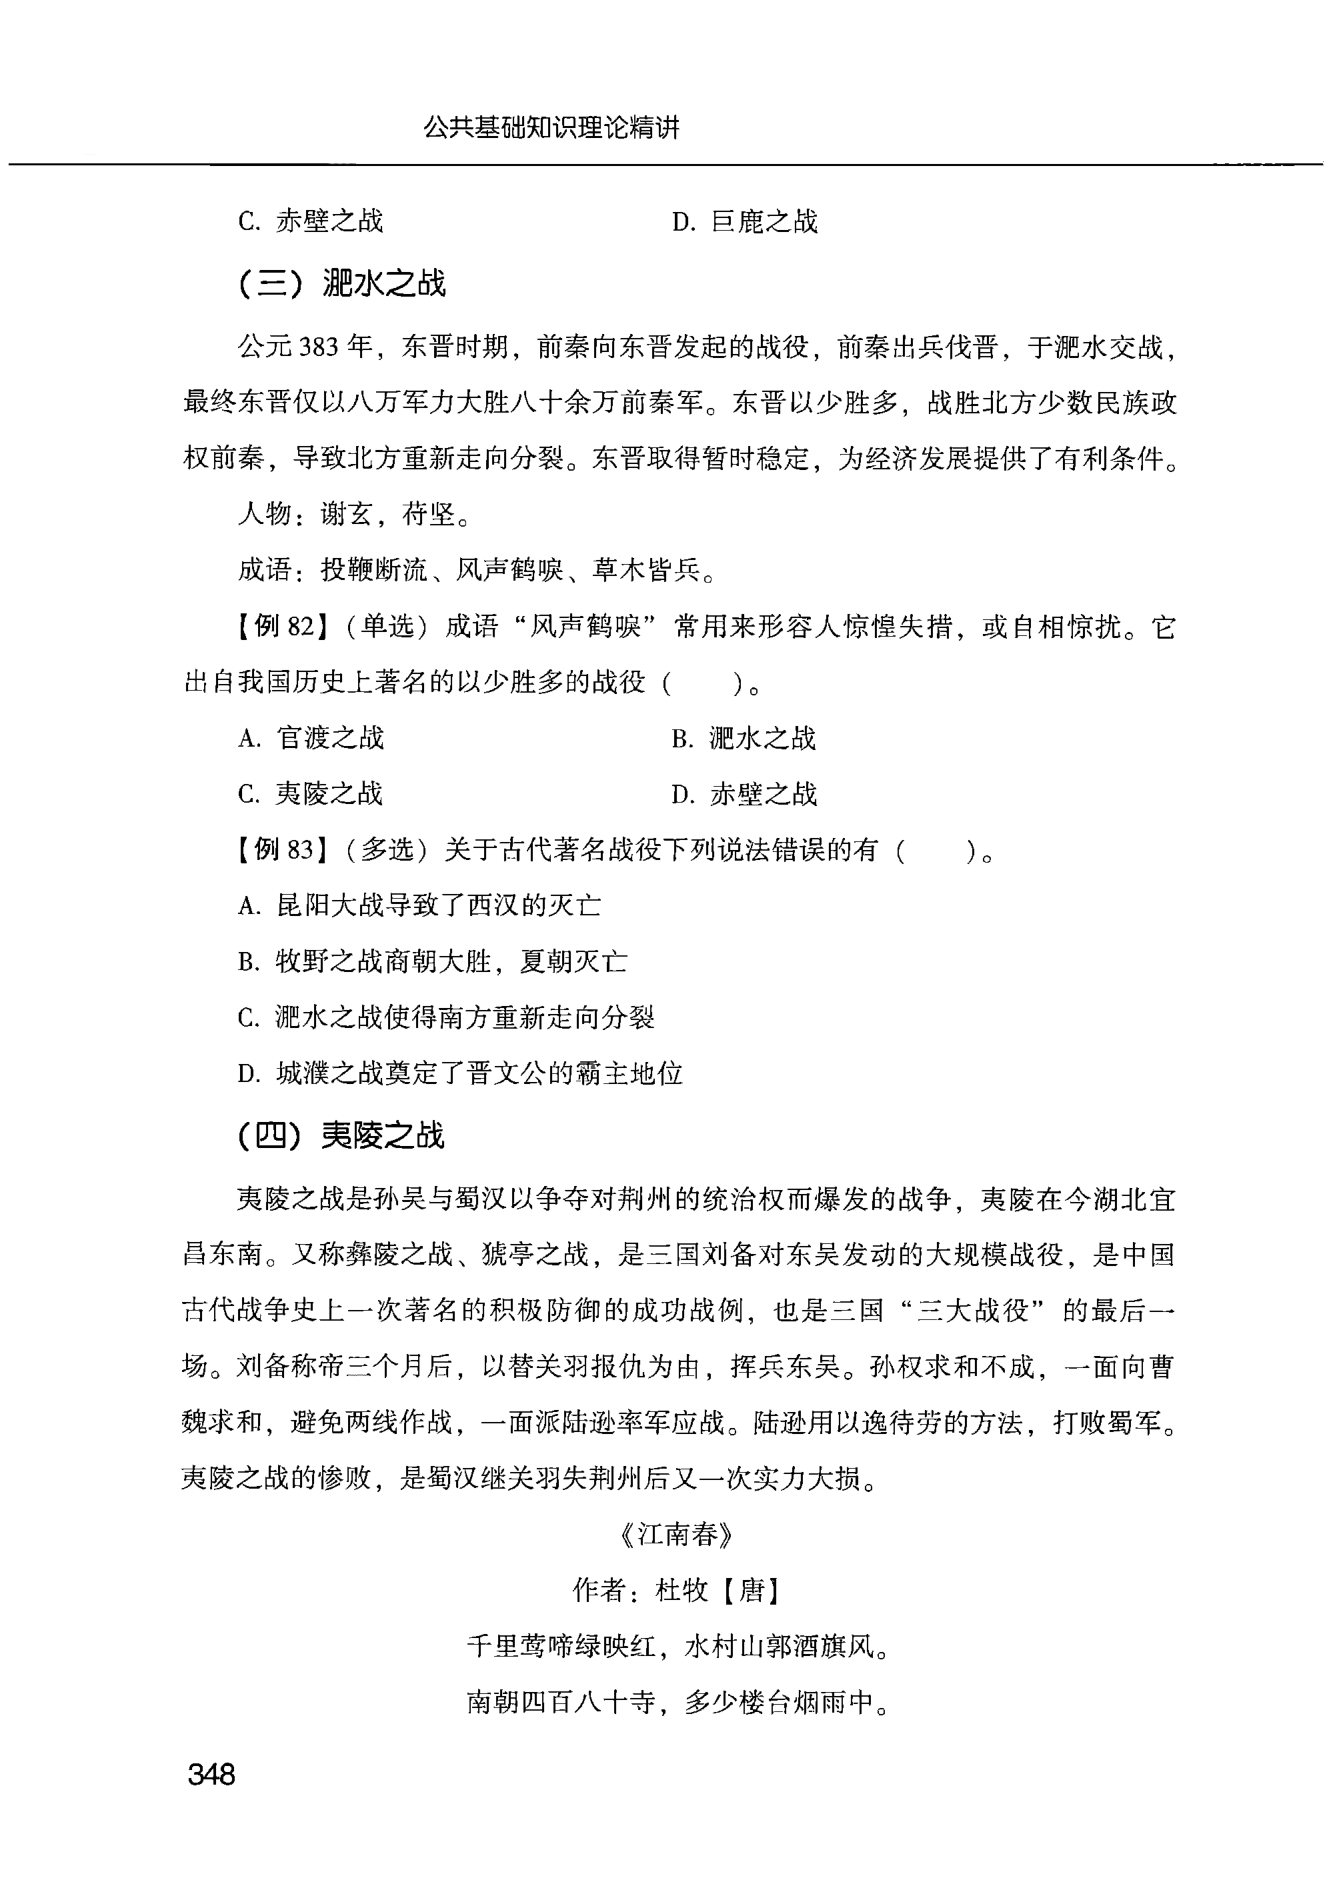 公共基础知识理论精讲
C. 赤壁之战 D. 巨鹿之战
（三）淝水之战
公元 383 年，东晋时期，前秦向东晋发起的战役，前秦出兵伐晋，于淝水交战，
最终东晋仅以八万军力大胜八十余万前秦军。东晋以少胜多，战胜北方少数民族政
权前秦，导致北方重新走向分裂。东晋取得暂时稳定，为经济发展提供了有利条件。
人物：谢玄，苻坚。
成语：投鞭断流、风声鹤唳、草木皆兵。
【例 82】（单选）成语“风声鹤唳”常用来形容人惊惶失措，或自相惊扰。它
出自我国历史上著名的以少胜多的战役（  ）。
A. 官渡之战 B. 淝水之战
C. 夷陵之战 D. 赤壁之战
【例 83】（多选）关于古代著名战役下列说法错误的有（  ）。
A. 昆阳大战导致了西汉的灭亡
B. 牧野之战商朝大胜，夏朝灭亡
C. 淝水之战使得南方重新走向分裂
D. 城濮之战奠定了晋文公的霸主地位
（四）夷陵之战
夷陵之战是孙吴与蜀汉以争夺对荆州的统治权而爆发的战争，夷陵在今湖北宜
昌东南。又称彝陵之战、猇亭之战，是三国刘备对东吴发动的大规模战役，是中国
古代战争史上一次著名的积极防御的成功战例，也是三国“三大战役”的最后一
场。刘备称帝三个月后，以替关羽报仇为由，挥兵东吴。孙权求和不成，一面向曹
魏求和，避免两线作战，一面派陆逊率军应战。陆逊用以逸待劳的方法，打败蜀军。
夷陵之战的惨败，是蜀汉继关羽失荆州后又一次实力大损。
《江南春》
作者：杜牧【唐】
千里莺啼绿映红，水村山郭酒旗风。
南朝四百八十寺，多少楼台烟雨中。
348